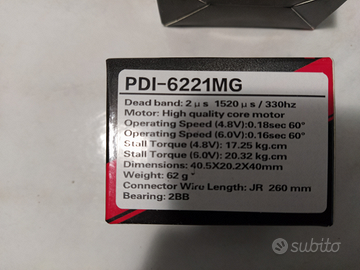 PDI-6221MG
Dead band: 2μs 1520μs/330hz
Motor: High quality core motor
Operating Speed (4.8V):0.18sec 60°
Operating Speed (6.0V):0.16sec 60°
Stall Torque (4.8V) 17.25 kg.cm
Stall Torque (6.0V) 20.32 kg.cm
Dimensions: 40.5X20.2X40mm
Weight: 62 g
Connector Wire Length: JR 260 mm
Bearing: 2BB
subito